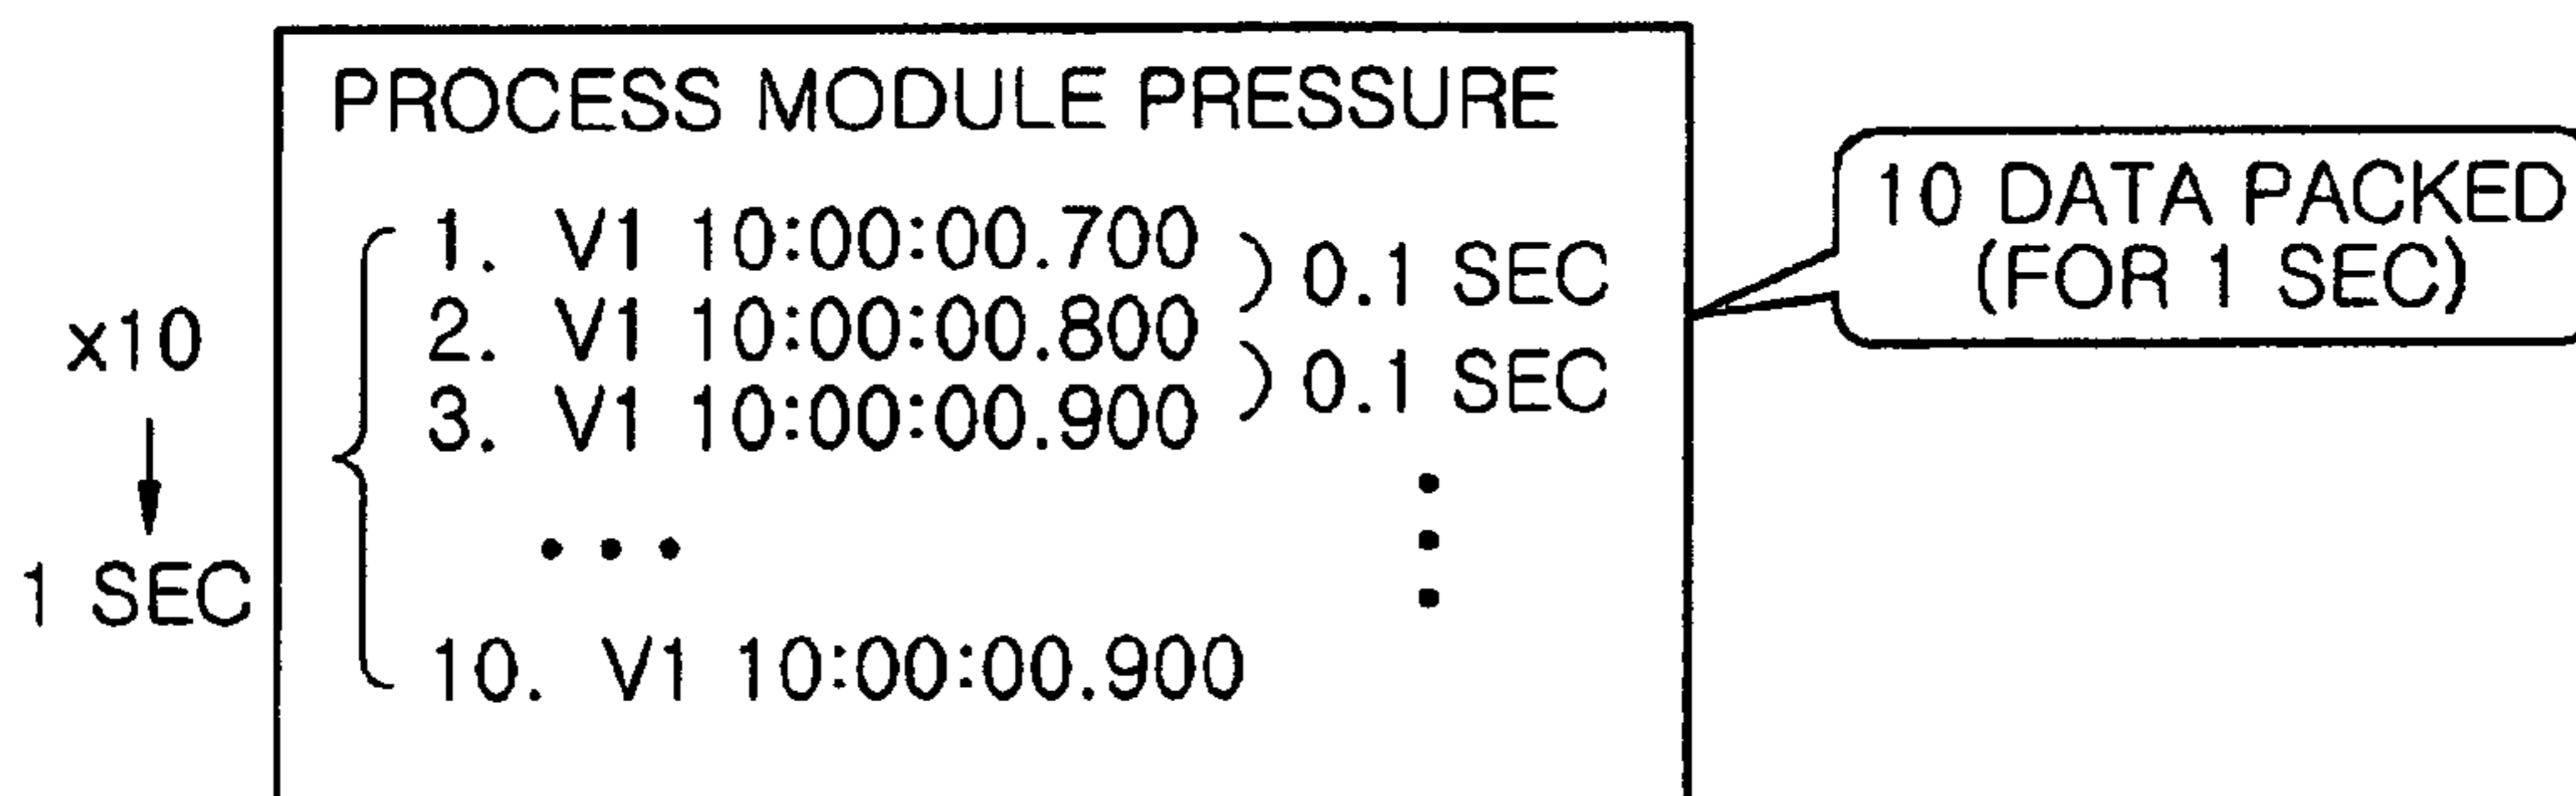 PROCESS MODULE PRESSURE
1. V1 10:00:00.700
2. V1 10:00:00.800
3. V1 10:00:00.900
• • •
10. V1 10:00:00.900
) 0.1 SEC
) 0.1 SEC
x10
1 SEC
10 DATA PACKED
(FOR 1 SEC)